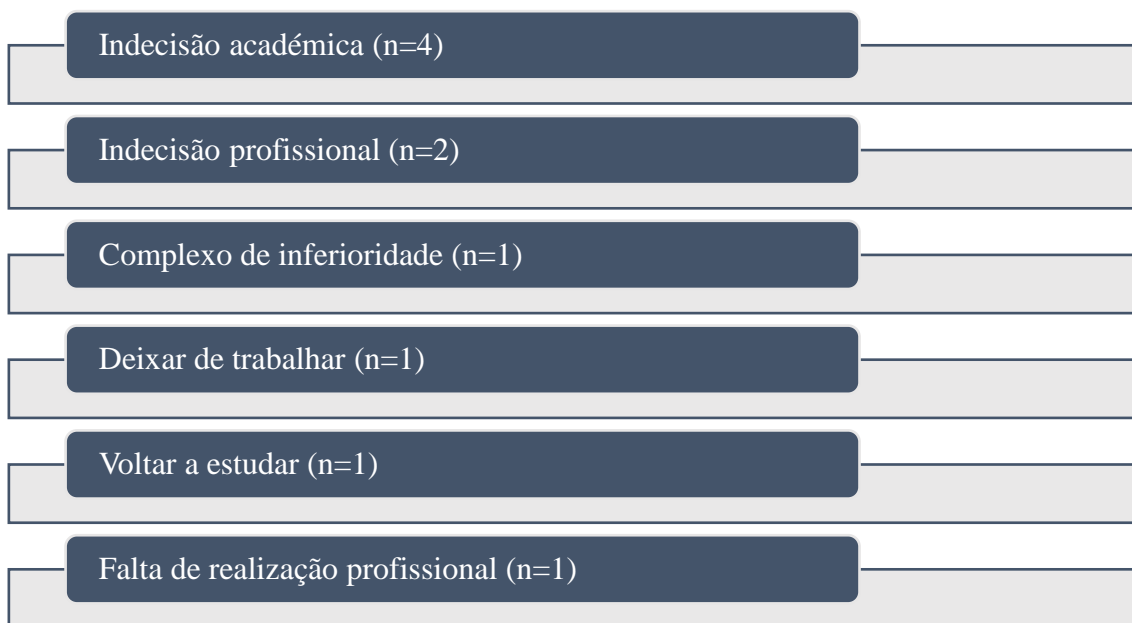 Indecisão académica (n=4)
Indecisão profissional (n=2)
Complexo de inferioridade (n=1)
Deixar de trabalhar (n=1)
Voltar a estudar (n=1)
Falta de realização profissional (n=1)